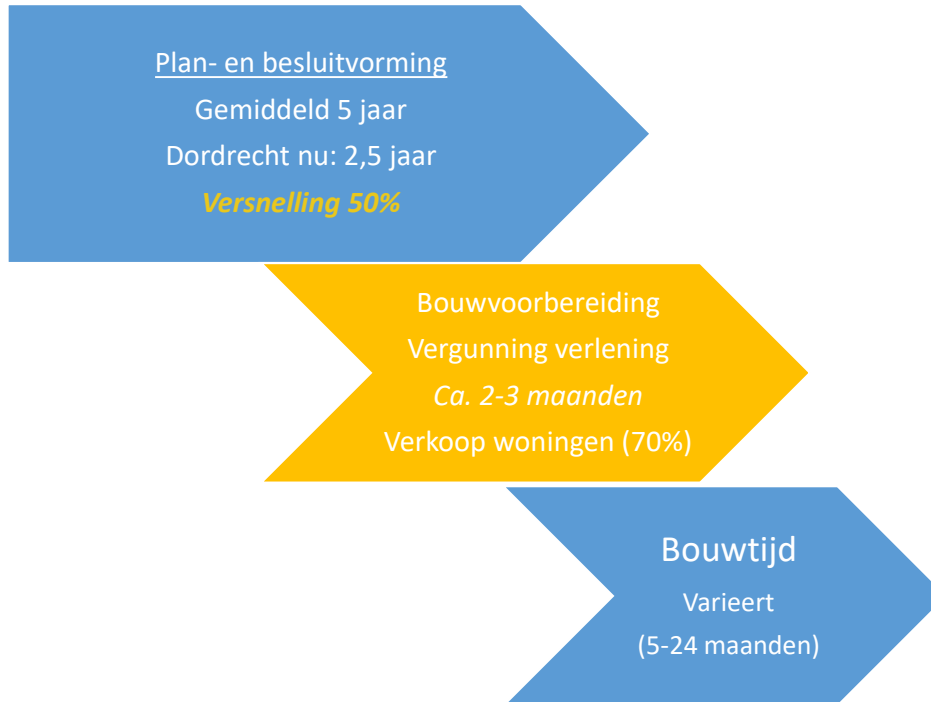 Plan- en besluitvorming
Gemiddeld 5 jaar
Dordrecht nu: 2,5 jaar
Versnelling 50%
Bouwvoorbereiding
Vergunning verlening
Ca. 2-3 maanden
Verkoop woningen (70%)
Bouwtijd
Varieert
(5-24 maanden)